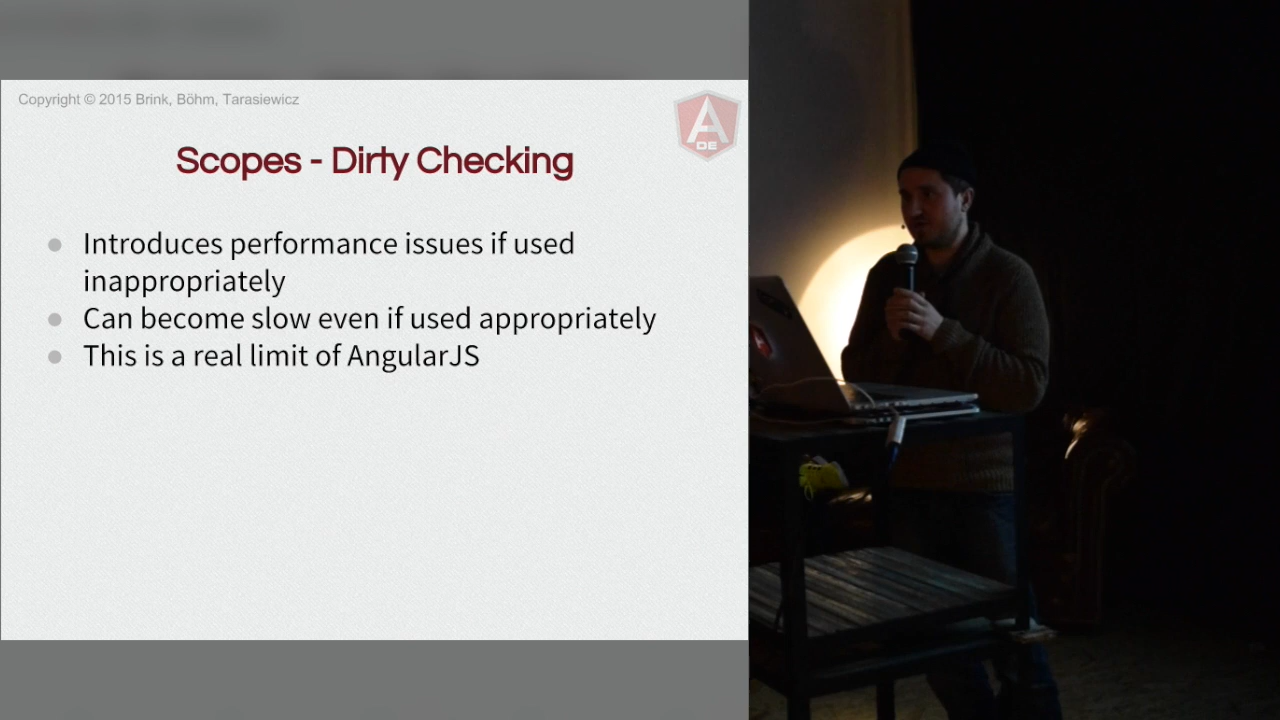 Copyright © 2015 Brink, Böhm, Tarasiewicz
A
DE
Scopes - Dirty Checking
Introduces performance issues if used
inappropriately
Can become slow even if used appropriately
This is a real limit of AngularJS